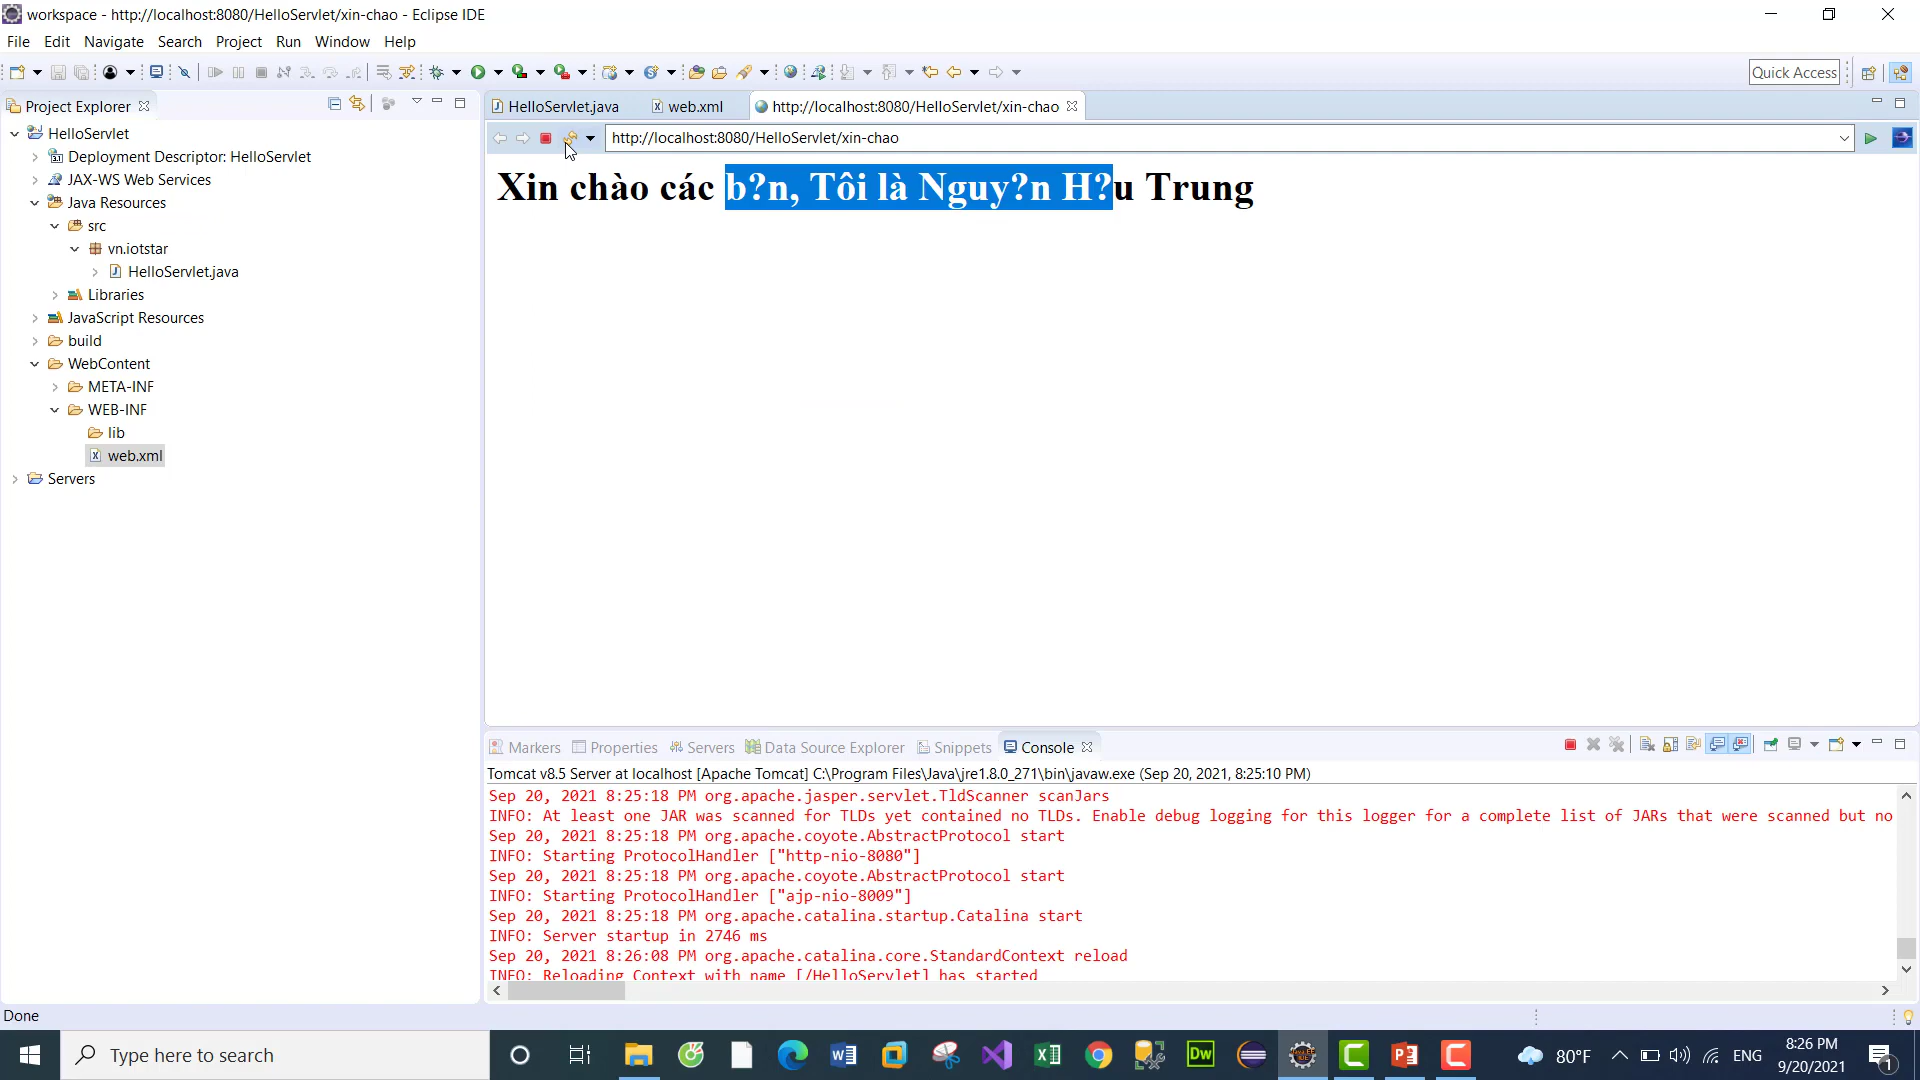 workspace - http://localhost:8080/HelloServlet/xin-chao - Eclipse IDE
File Edit Navigate Search Project Run Window Help
Quick Access
Project Explorer
HelloServlet
Deployment Descriptor: HelloServlet
JAX-WS Web Services
Java Resources
src
vn.iotstar
HelloServlet.java
Libraries
JavaScript Resources
build
WebContent
META-INF
WEB-INF
lib
web.xml
Servers
HelloServlet.java web.xml http://localhost:8080/HelloServlet/xin-chao
http://localhost:8080/HelloServlet/xin-chao
Xin chào các b?n, Tôi là Nguy?n H?u Trung
Markers Properties Servers Data Source Explorer Snippets Console
Tomcat v8.5 Server at localhost [Apache Tomcat] C:\Program Files\Java\jre1.8.0_271\bin\javaw.exe (Sep 20, 2021, 8:25:10 PM)
Sep 20, 2021 8:25:18 PM org.apache.jasper.servlet.TldScanner scanJars
INFO: At least one JAR was scanned for TLDs yet contained no TLDs. Enable debug logging for this logger for a complete list of JARs that were scanned but no
Sep 20, 2021 8:25:18 PM org.apache.coyote.AbstractProtocol start
INFO: Starting ProtocolHandler ["http-nio-8080"]
Sep 20, 2021 8:25:18 PM org.apache.coyote.AbstractProtocol start
INFO: Starting ProtocolHandler ["ajp-nio-8009"]
Sep 20, 2021 8:25:18 PM org.apache.catalina.startup.Catalina start
INFO: Server startup in 2746 ms
Sep 20, 2021 8:26:08 PM org.apache.catalina.core.StandardContext reload
INFO: Reloading Context with name [/HelloServlet] has started
Done
Type here to search
Dw
80°F
ENG
8:26 PM
9/20/2021
1